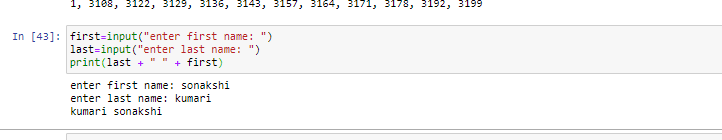 1, 3108, 3122, 3129, 3136, 3143, 3157, 3164, 3171, 3178, 3192, 3199
In [43]: first=input("enter first name: ")
last=input("enter last name: ")
print(last + " " + first)
enter first name: sonakshi
enter last name: kumari
kumari sonakshi